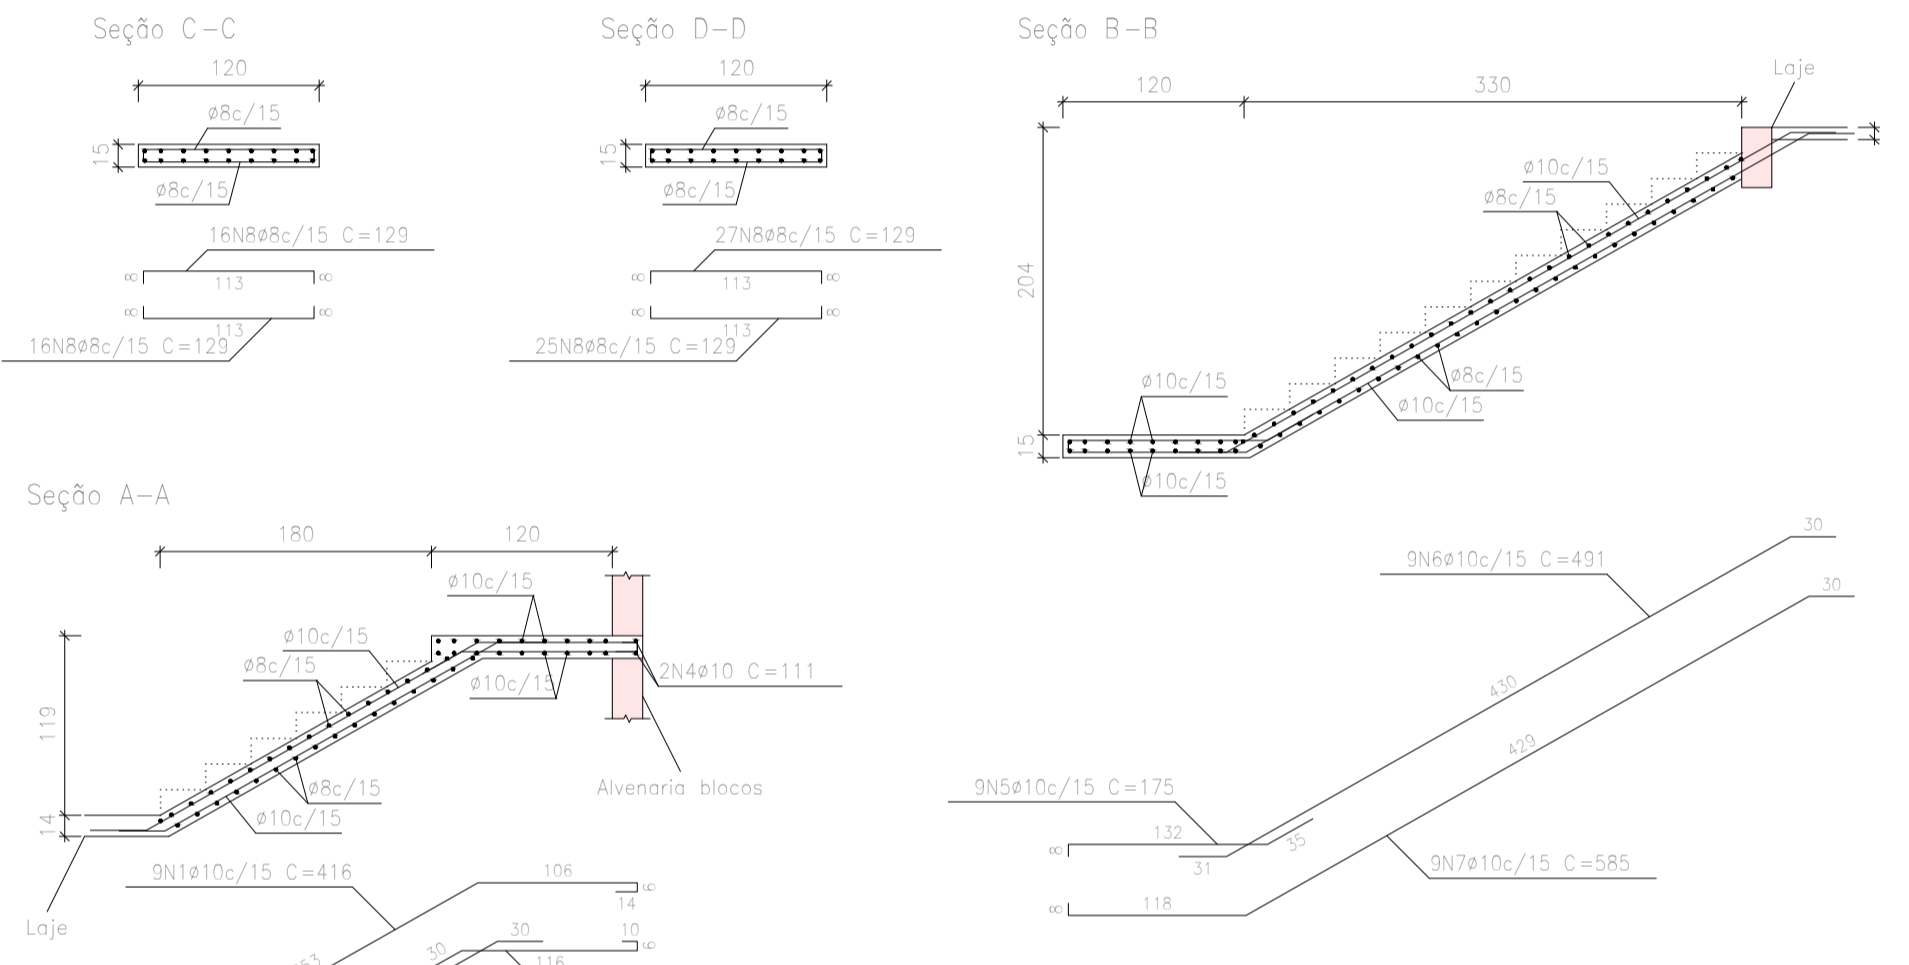 Seção C-C
120
ø8c/15
15
ø8c/15
16N8ø8c/15 C=129
8
113
8
8
113
8
16N8ø8c/15 C=129
Seção D-D
120
ø8c/15
15
ø8c/15
27N8ø8c/15 C=129
8
113
8
8
113
8
25N8ø8c/15 C=129
Seção B-B
Laje
120
330
ø10c/15
ø8c/15
204
ø10c/15
ø8c/15
ø10c/15
15
ø10c/15
Seção A-A
180
120
ø10c/15
ø10c/15
ø8c/15
2N4ø10 C=111
ø10c/15
119
ø8c/15
Alvenaria blocos
ø10c/15
14
Laje
9N1ø10c/15 C=416
106
6
14
30
10
6
30
116
30
9N6ø10c/15 C=491
30
430
429
9N5ø10c/15 C=175
132
8
35
31
9N7ø10c/15 C=585
8
118